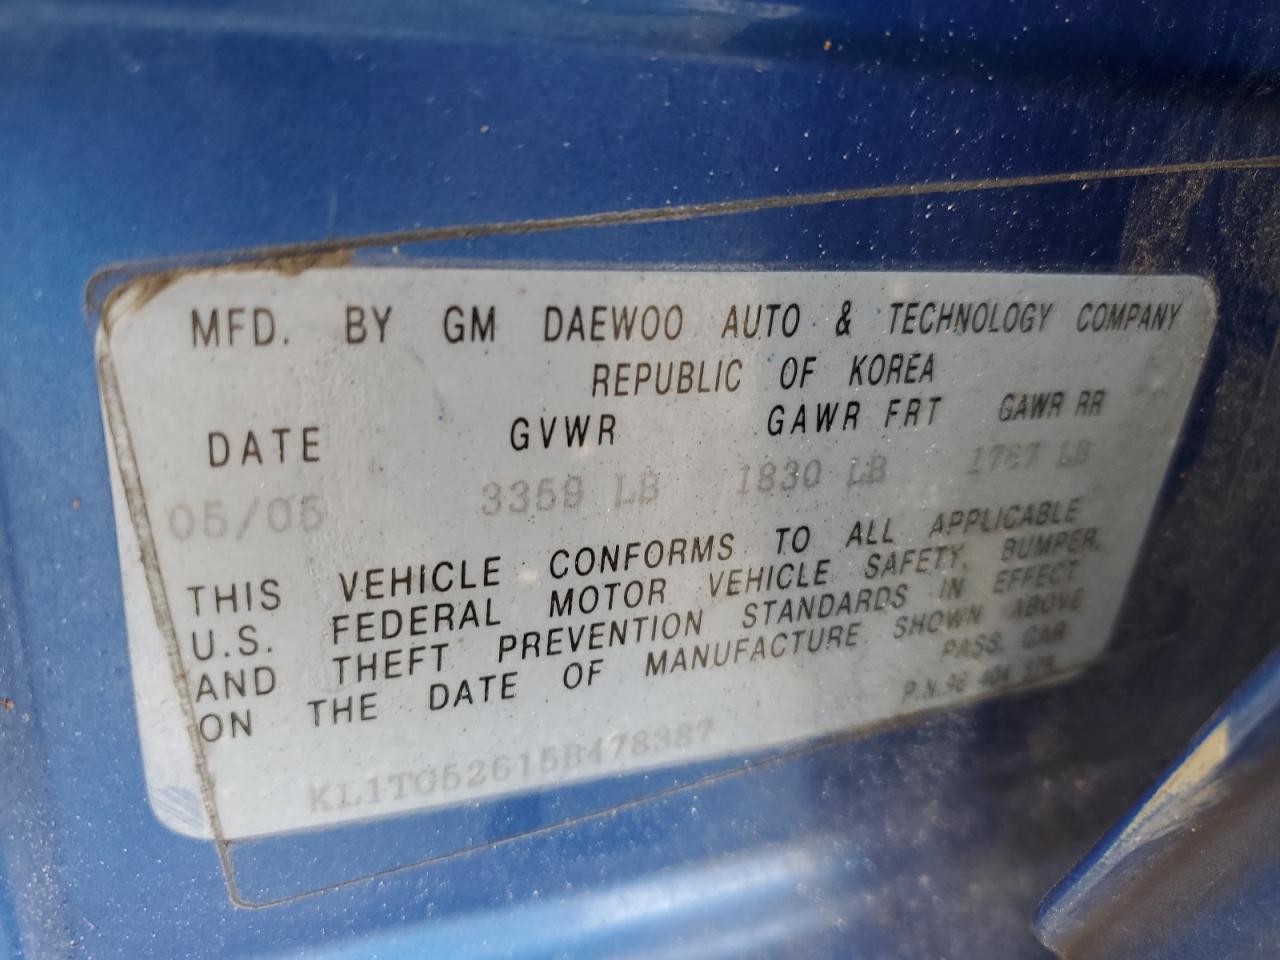 MFD. BY GM DAEWOO AUTO & TECHNOLOGY COMPANY
REPUBLIC OF KOREA
DATE GVWR GAWR FRT GAWR RR
05/05 3359 LB 1830 LB 1767 LB
THIS VEHICLE CONFORMS TO ALL APPLICABLE
U.S. FEDERAL MOTOR VEHICLE SAFETY, BUMPER,
AND THEFT PREVENTION STANDARDS IN EFFECT
ON THE DATE OF MANUFACTURE SHOWN ABOVE
PASS. CAR
P.N. 96 404
KL1TG52615B478387